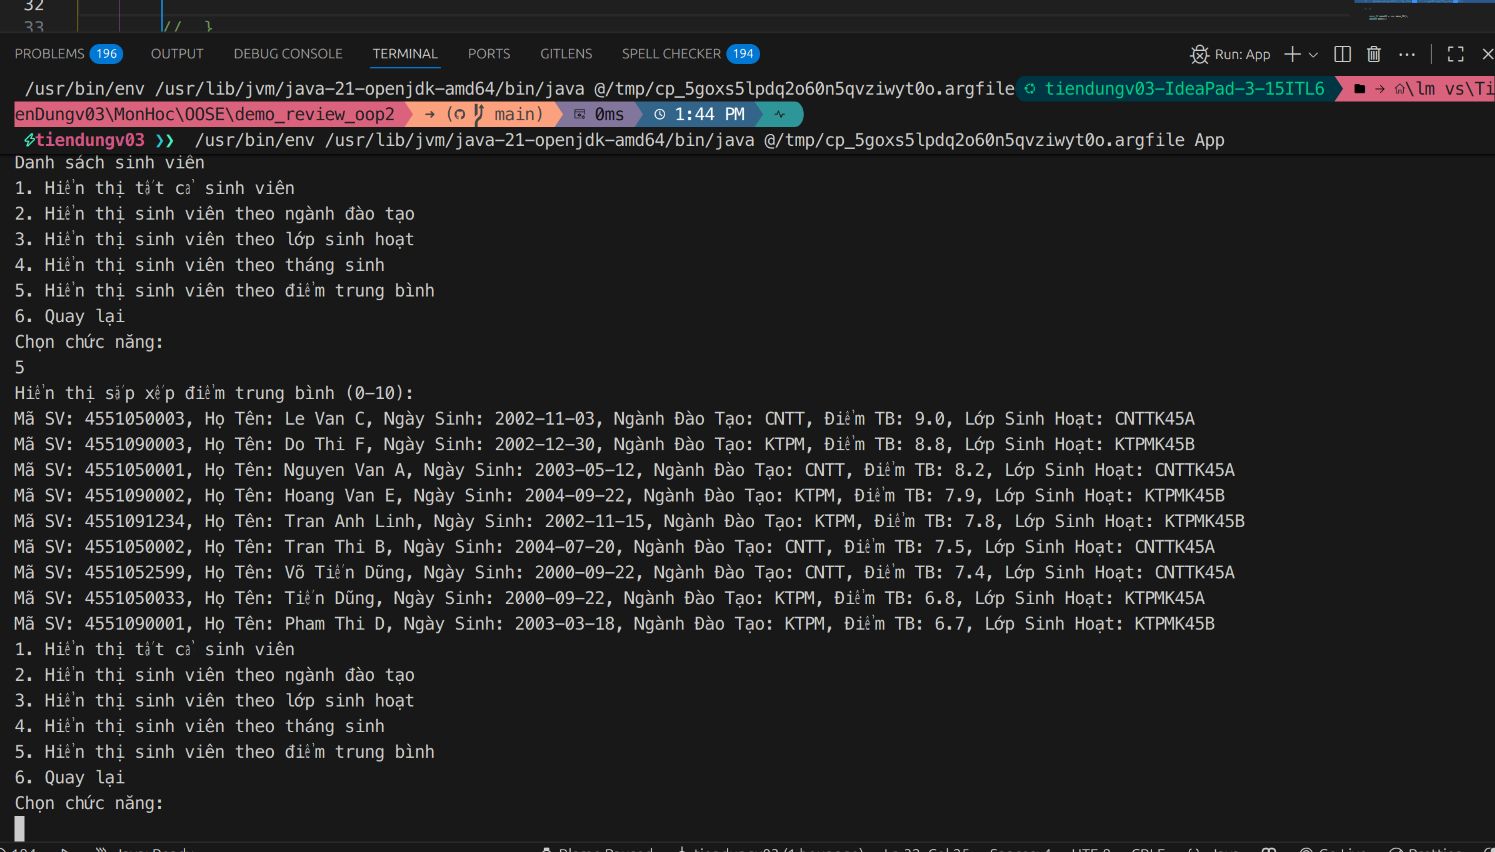 32
33 // }
PROBLEMS 196 OUTPUT DEBUG CONSOLE TERMINAL PORTS GITLENS SPELL CHECKER 194 Run: App
/usr/bin/env /usr/lib/jvm/java-21-openjdk-amd64/bin/java @/tmp/cp_5goxs5lpdq2o60n5qvziwyt0o.argfile tiendungv03-IdeaPad-3-15ITL6 → \lm vs\Ti
enDungv03\MonHoc\OOSE\demo_review_oop2 → ( main) 0ms 1:44 PM
tiendungv03 ❯❯ /usr/bin/env /usr/lib/jvm/java-21-openjdk-amd64/bin/java @/tmp/cp_5goxs5lpdq2o60n5qvziwyt0o.argfile App
Danh sách sinh viên
1. Hiển thị tất cả sinh viên
2. Hiển thị sinh viên theo ngành đào tạo
3. Hiển thị sinh viên theo lớp sinh hoạt
4. Hiển thị sinh viên theo tháng sinh
5. Hiển thị sinh viên theo điểm trung bình
6. Quay lại
Chọn chức năng:
5
Hiển thị sắp xếp điểm trung bình (0-10):
Mã SV: 4551050003, Họ Tên: Le Van C, Ngày Sinh: 2002-11-03, Ngành Đào Tạo: CNTT, Điểm TB: 9.0, Lớp Sinh Hoạt: CNTTK45A
Mã SV: 4551090003, Họ Tên: Do Thi F, Ngày Sinh: 2002-12-30, Ngành Đào Tạo: KTPM, Điểm TB: 8.8, Lớp Sinh Hoạt: KTPMK45B
Mã SV: 4551050001, Họ Tên: Nguyen Van A, Ngày Sinh: 2003-05-12, Ngành Đào Tạo: CNTT, Điểm TB: 8.2, Lớp Sinh Hoạt: CNTTK45A
Mã SV: 4551090002, Họ Tên: Hoang Van E, Ngày Sinh: 2004-09-22, Ngành Đào Tạo: KTPM, Điểm TB: 7.9, Lớp Sinh Hoạt: KTPMK45B
Mã SV: 4551091234, Họ Tên: Tran Anh Linh, Ngày Sinh: 2002-11-15, Ngành Đào Tạo: KTPM, Điểm TB: 7.8, Lớp Sinh Hoạt: KTPMK45B
Mã SV: 4551050002, Họ Tên: Tran Thi B, Ngày Sinh: 2004-07-20, Ngành Đào Tạo: CNTT, Điểm TB: 7.5, Lớp Sinh Hoạt: CNTTK45A
Mã SV: 4551052599, Họ Tên: Võ Tiến Dũng, Ngày Sinh: 2000-09-22, Ngành Đào Tạo: CNTT, Điểm TB: 7.4, Lớp Sinh Hoạt: CNTTK45A
Mã SV: 4551050033, Họ Tên: Tiến Dũng, Ngày Sinh: 2000-09-22, Ngành Đào Tạo: KTPM, Điểm TB: 6.8, Lớp Sinh Hoạt: KTPMK45A
Mã SV: 4551090001, Họ Tên: Pham Thi D, Ngày Sinh: 2003-03-18, Ngành Đào Tạo: KTPM, Điểm TB: 6.7, Lớp Sinh Hoạt: KTPMK45B
1. Hiển thị tất cả sinh viên
2. Hiển thị sinh viên theo ngành đào tạo
3. Hiển thị sinh viên theo lớp sinh hoạt
4. Hiển thị sinh viên theo tháng sinh
5. Hiển thị sinh viên theo điểm trung bình
6. Quay lại
Chọn chức năng: